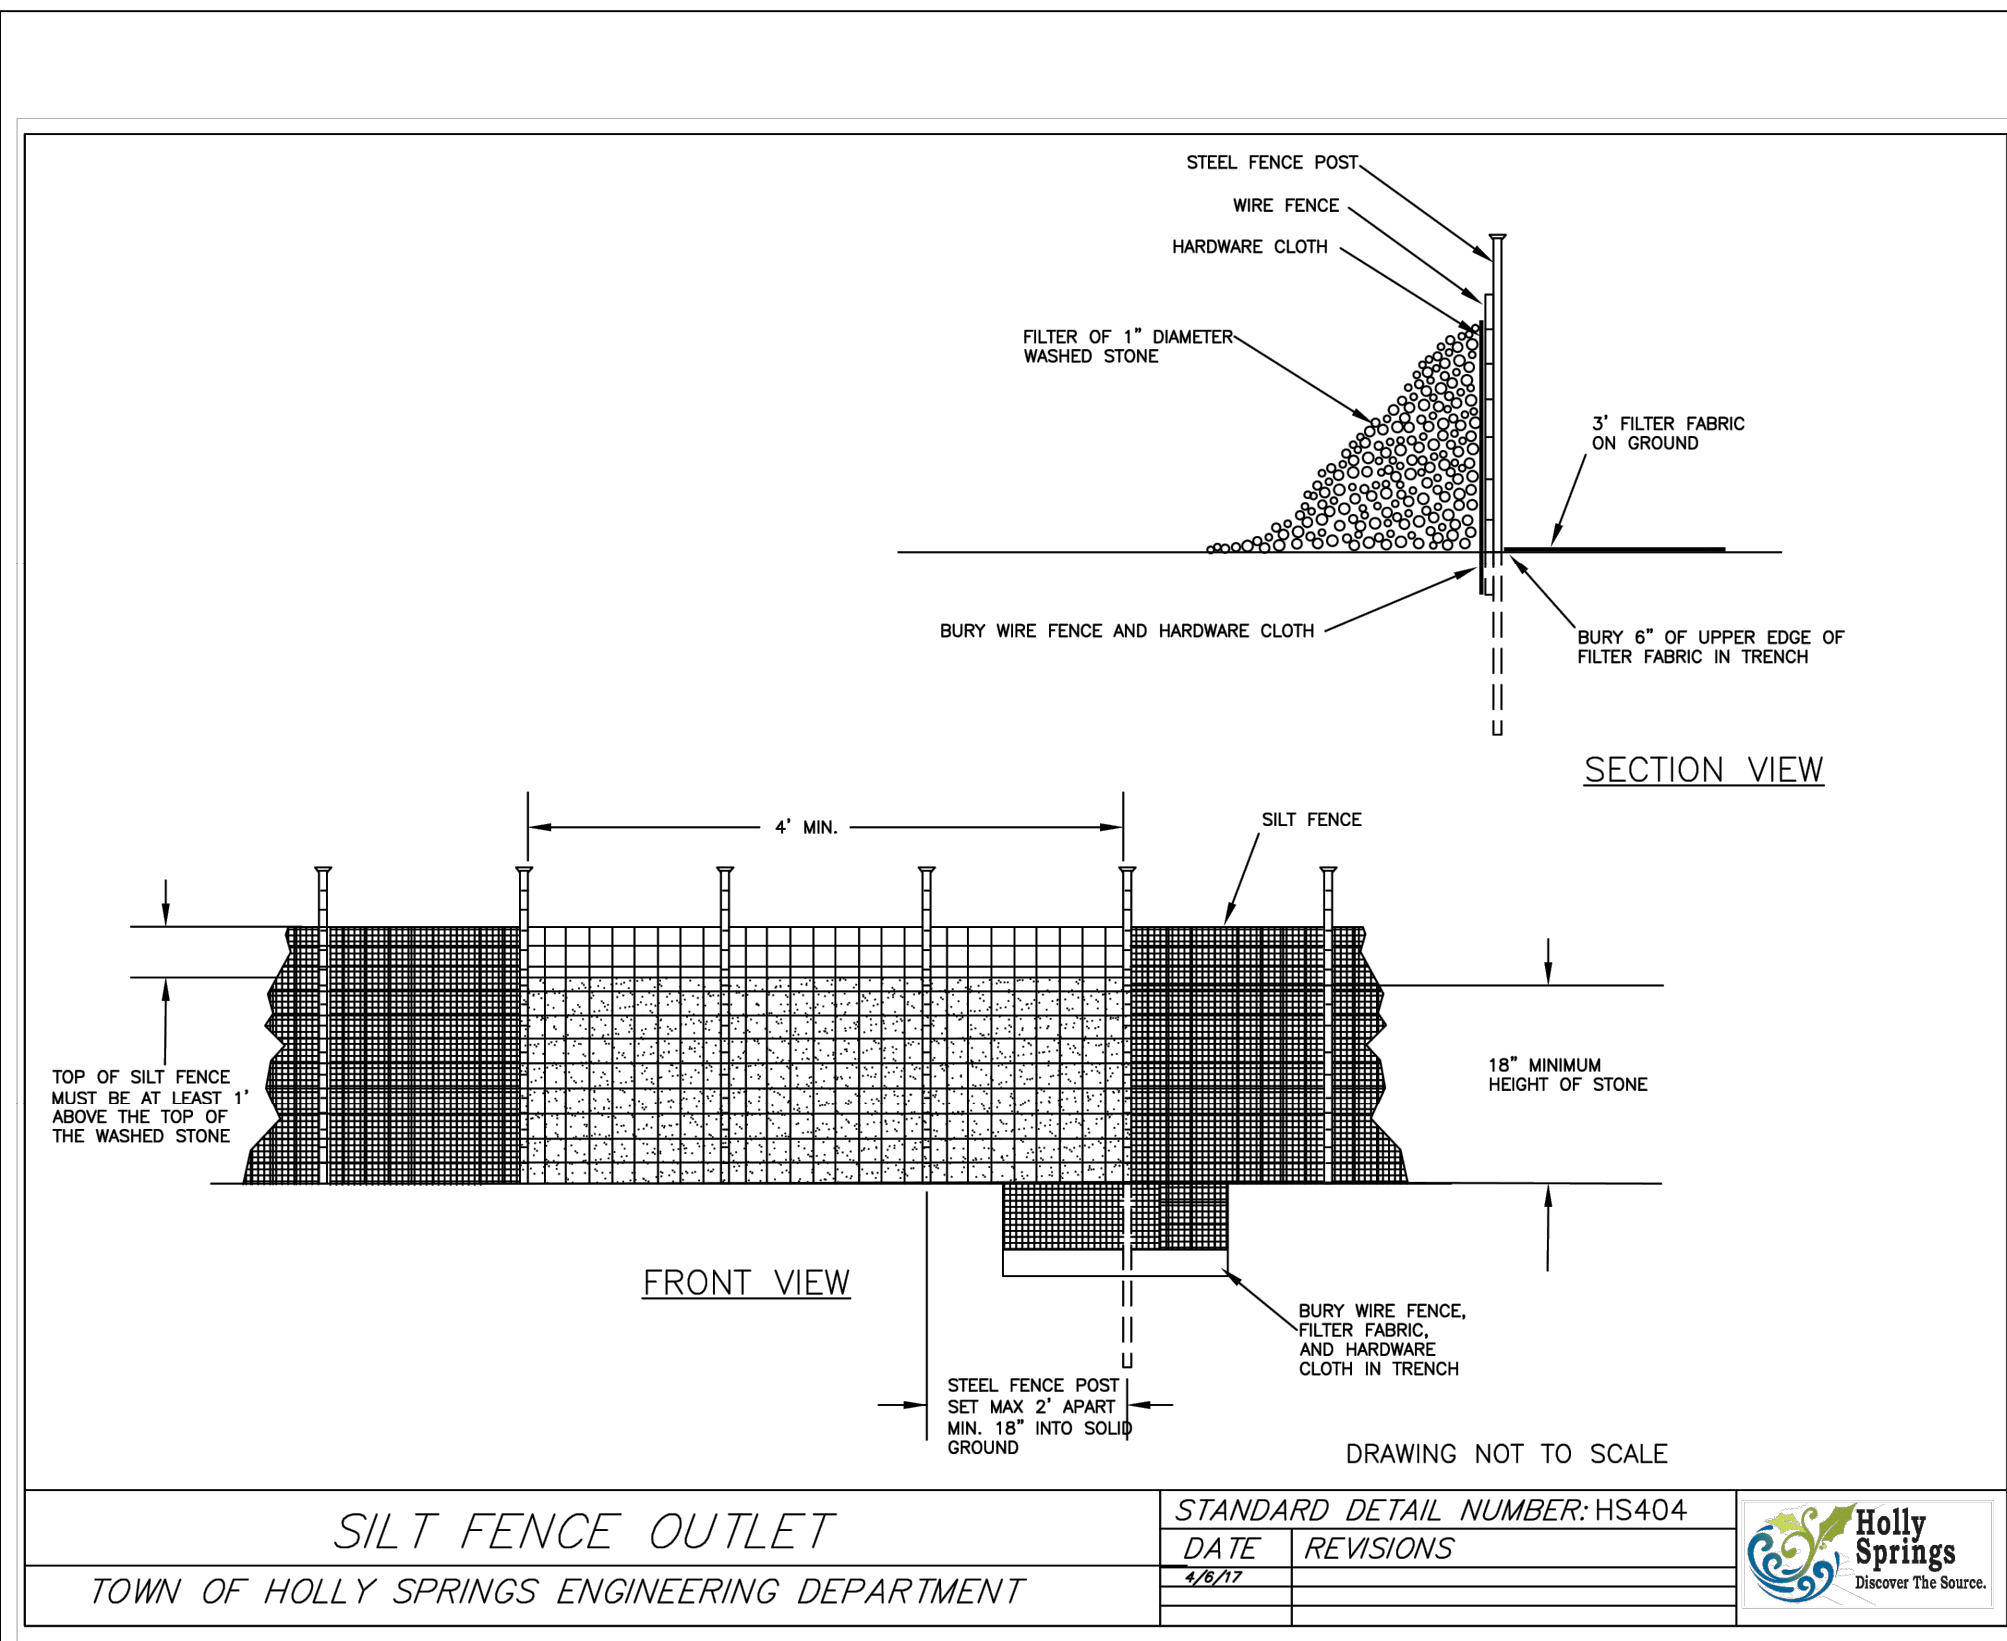 STEEL FENCE POST
WIRE FENCE
HARDWARE CLOTH
FILTER OF 1" DIAMETER
WASHED STONE
3' FILTER FABRIC
ON GROUND
BURY WIRE FENCE AND HARDWARE CLOTH
BURY 6" OF UPPER EDGE OF
FILTER FABRIC IN TRENCH
SECTION VIEW
4' MIN.
SILT FENCE
TOP OF SILT FENCE
MUST BE AT LEAST 1'
ABOVE THE TOP OF
THE WASHED STONE
18" MINIMUM
HEIGHT OF STONE
FRONT VIEW
BURY WIRE FENCE,
FILTER FABRIC,
AND HARDWARE
CLOTH IN TRENCH
STEEL FENCE POST
SET MAX 2' APART
MIN. 18" INTO SOLID
GROUND
DRAWING NOT TO SCALE
SILT FENCE OUTLET
TOWN OF HOLLY SPRINGS ENGINEERING DEPARTMENT
STANDARD DETAIL NUMBER: HS404
DATE REVISIONS
4/6/17
Holly
Springs
Discover The Source.